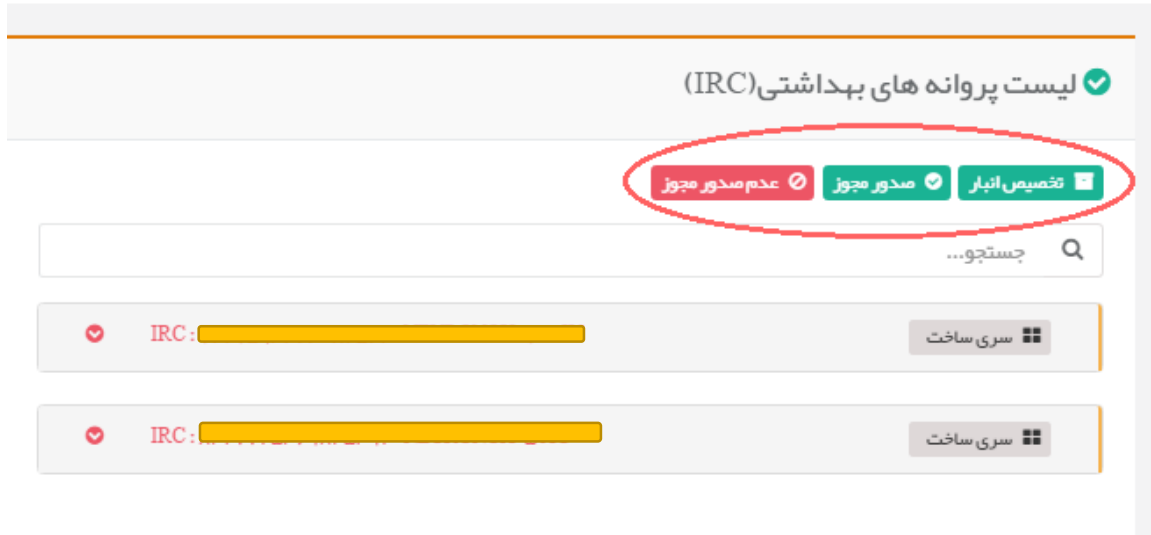 لیست پروانه های بهداشتی(IRC)
تخصیص انبار صدور مجوز عدم صدور مجوز
جستجو...
سری ساخت IRC :
سری ساخت IRC :